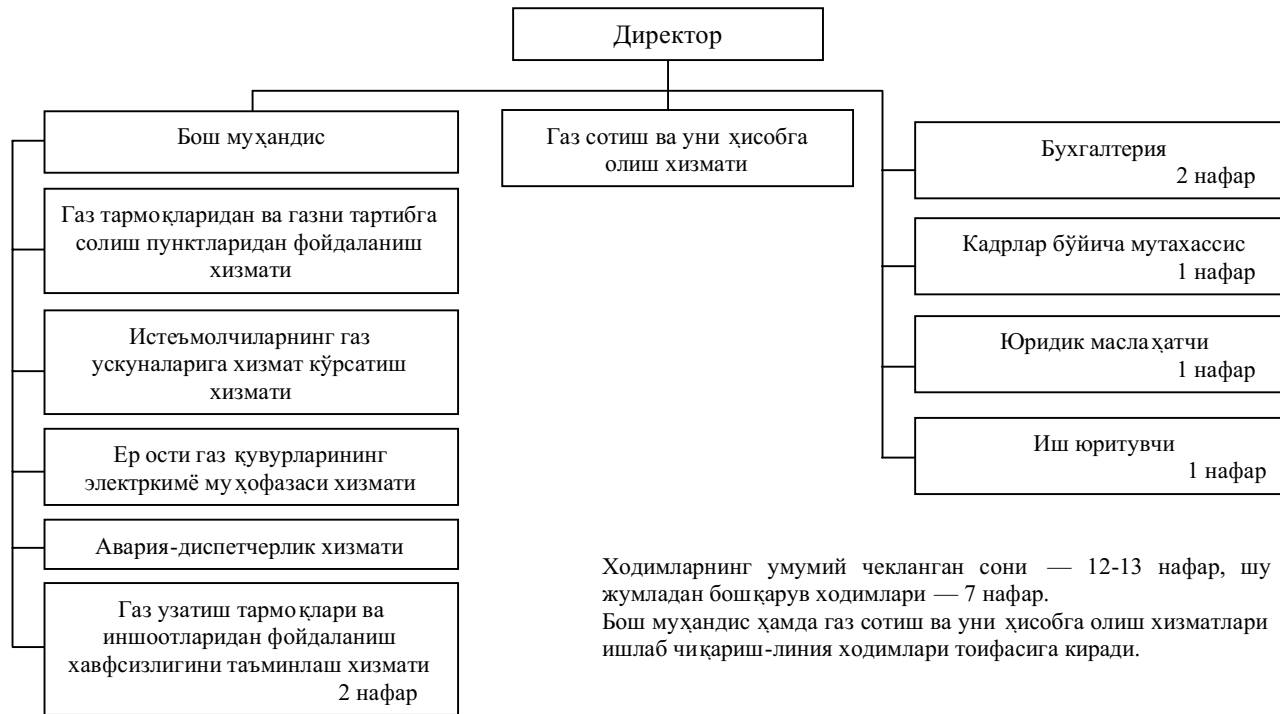 Директор
Бош муҳандис
Газ тармоқларидан ва газни тартибга
солиш пунктларидан фойдаланиш
хизмати
Истеъмолчиларнинг газ
ускуналарига хизмат кўрсатиш
хизмати
Ер ости газ қувурларининг
электркимё муҳофазаси хизмати
Авария-диспетчерлик хизмати
Газ узатиш тармоқлари ва
иншоотларидан фойдаланиш
хавфсизлигини таъминлаш хизмати
2 нафар
Газ сотиш ва уни ҳисобга
олиш хизмати
Бухгалтерия
2 нафар
Кадрлар бўйича мутахассис
1 нафар
Юридик маслаҳатчи
1 нафар
Иш юритувчи
1 нафар
Ходимларнинг умумий чекланган сони — 12-13 нафар, шу
жумладан бошқарув ходимлари — 7 нафар.
Бош муҳандис ҳамда газ сотиш ва уни ҳисобга олиш хизматлари
ишлаб чиқариш-линия ходимлари тоифасига киради.